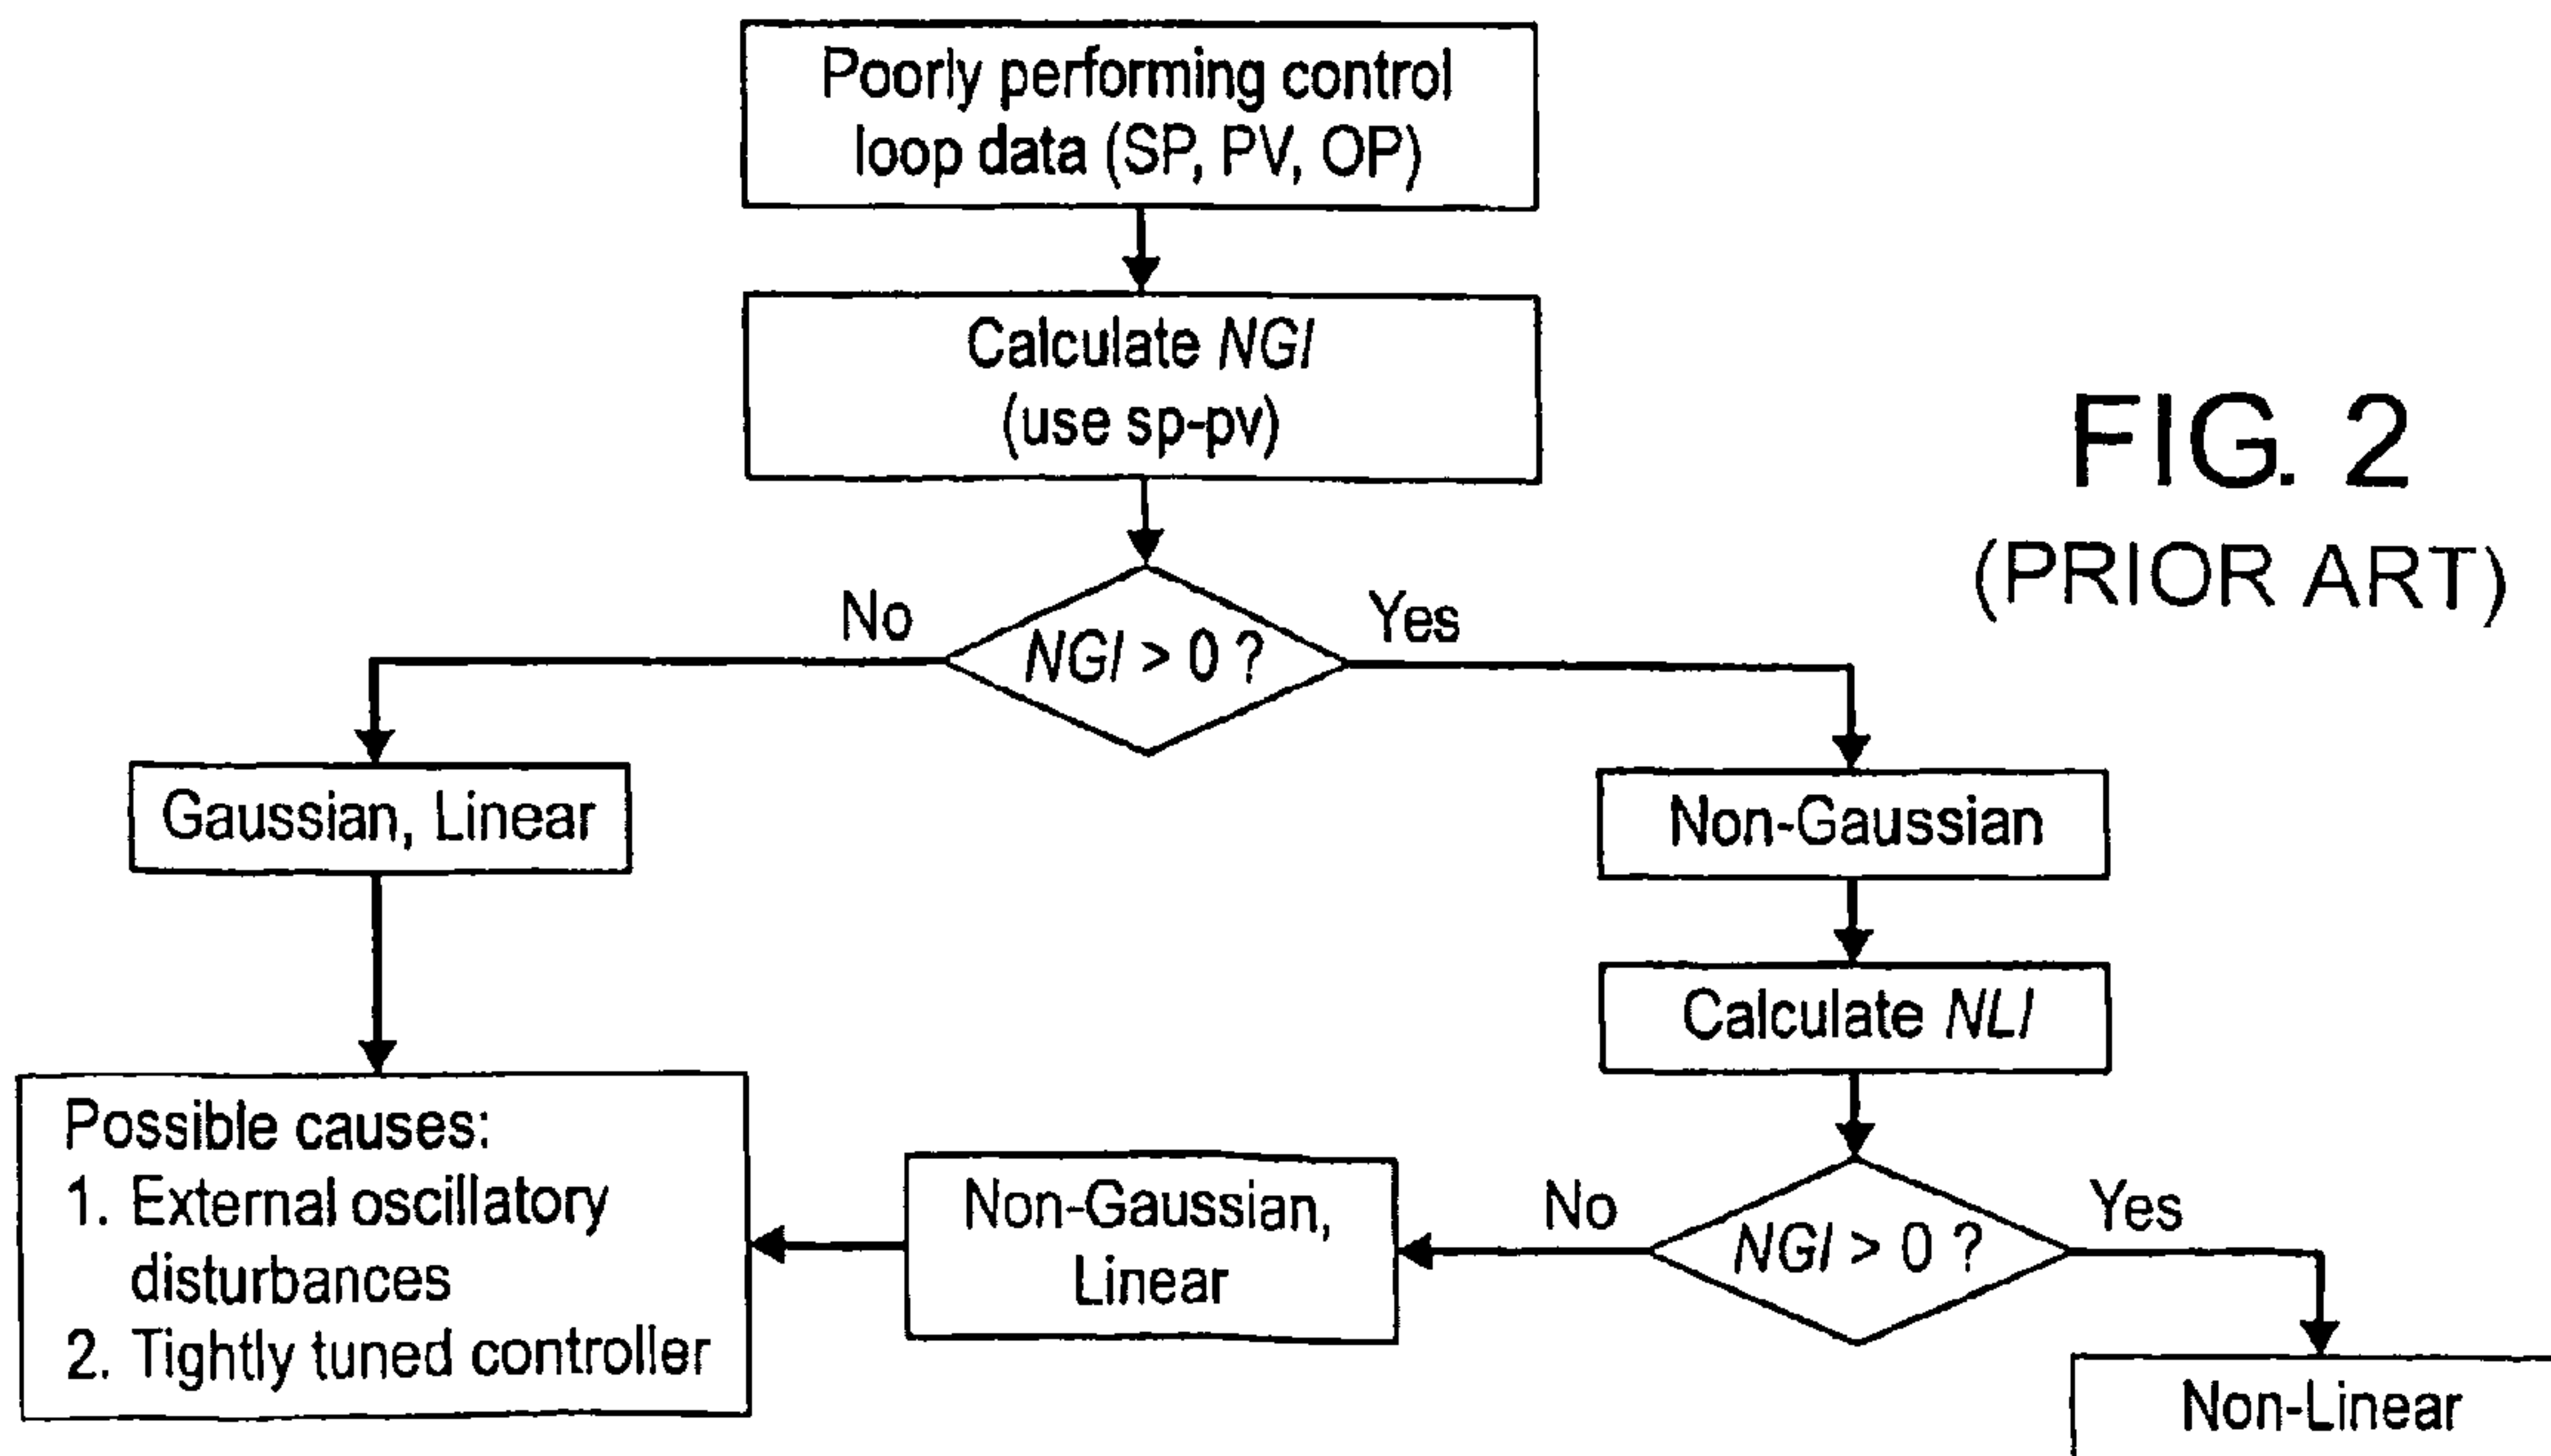 Poorly performing control
loop data (SP, PV, OP)
Calculate NGI
(use sp-pv)
FIG. 2
(PRIOR ART)
No
NGI > 0 ?
Yes
Gaussian, Linear
Non-Gaussian
Calculate NLI
Possible causes:
1. External oscillatory
disturbances
2. Tightly tuned controller
Non-Gaussian,
Linear
No
NGI > 0 ?
Yes
Non-Linear